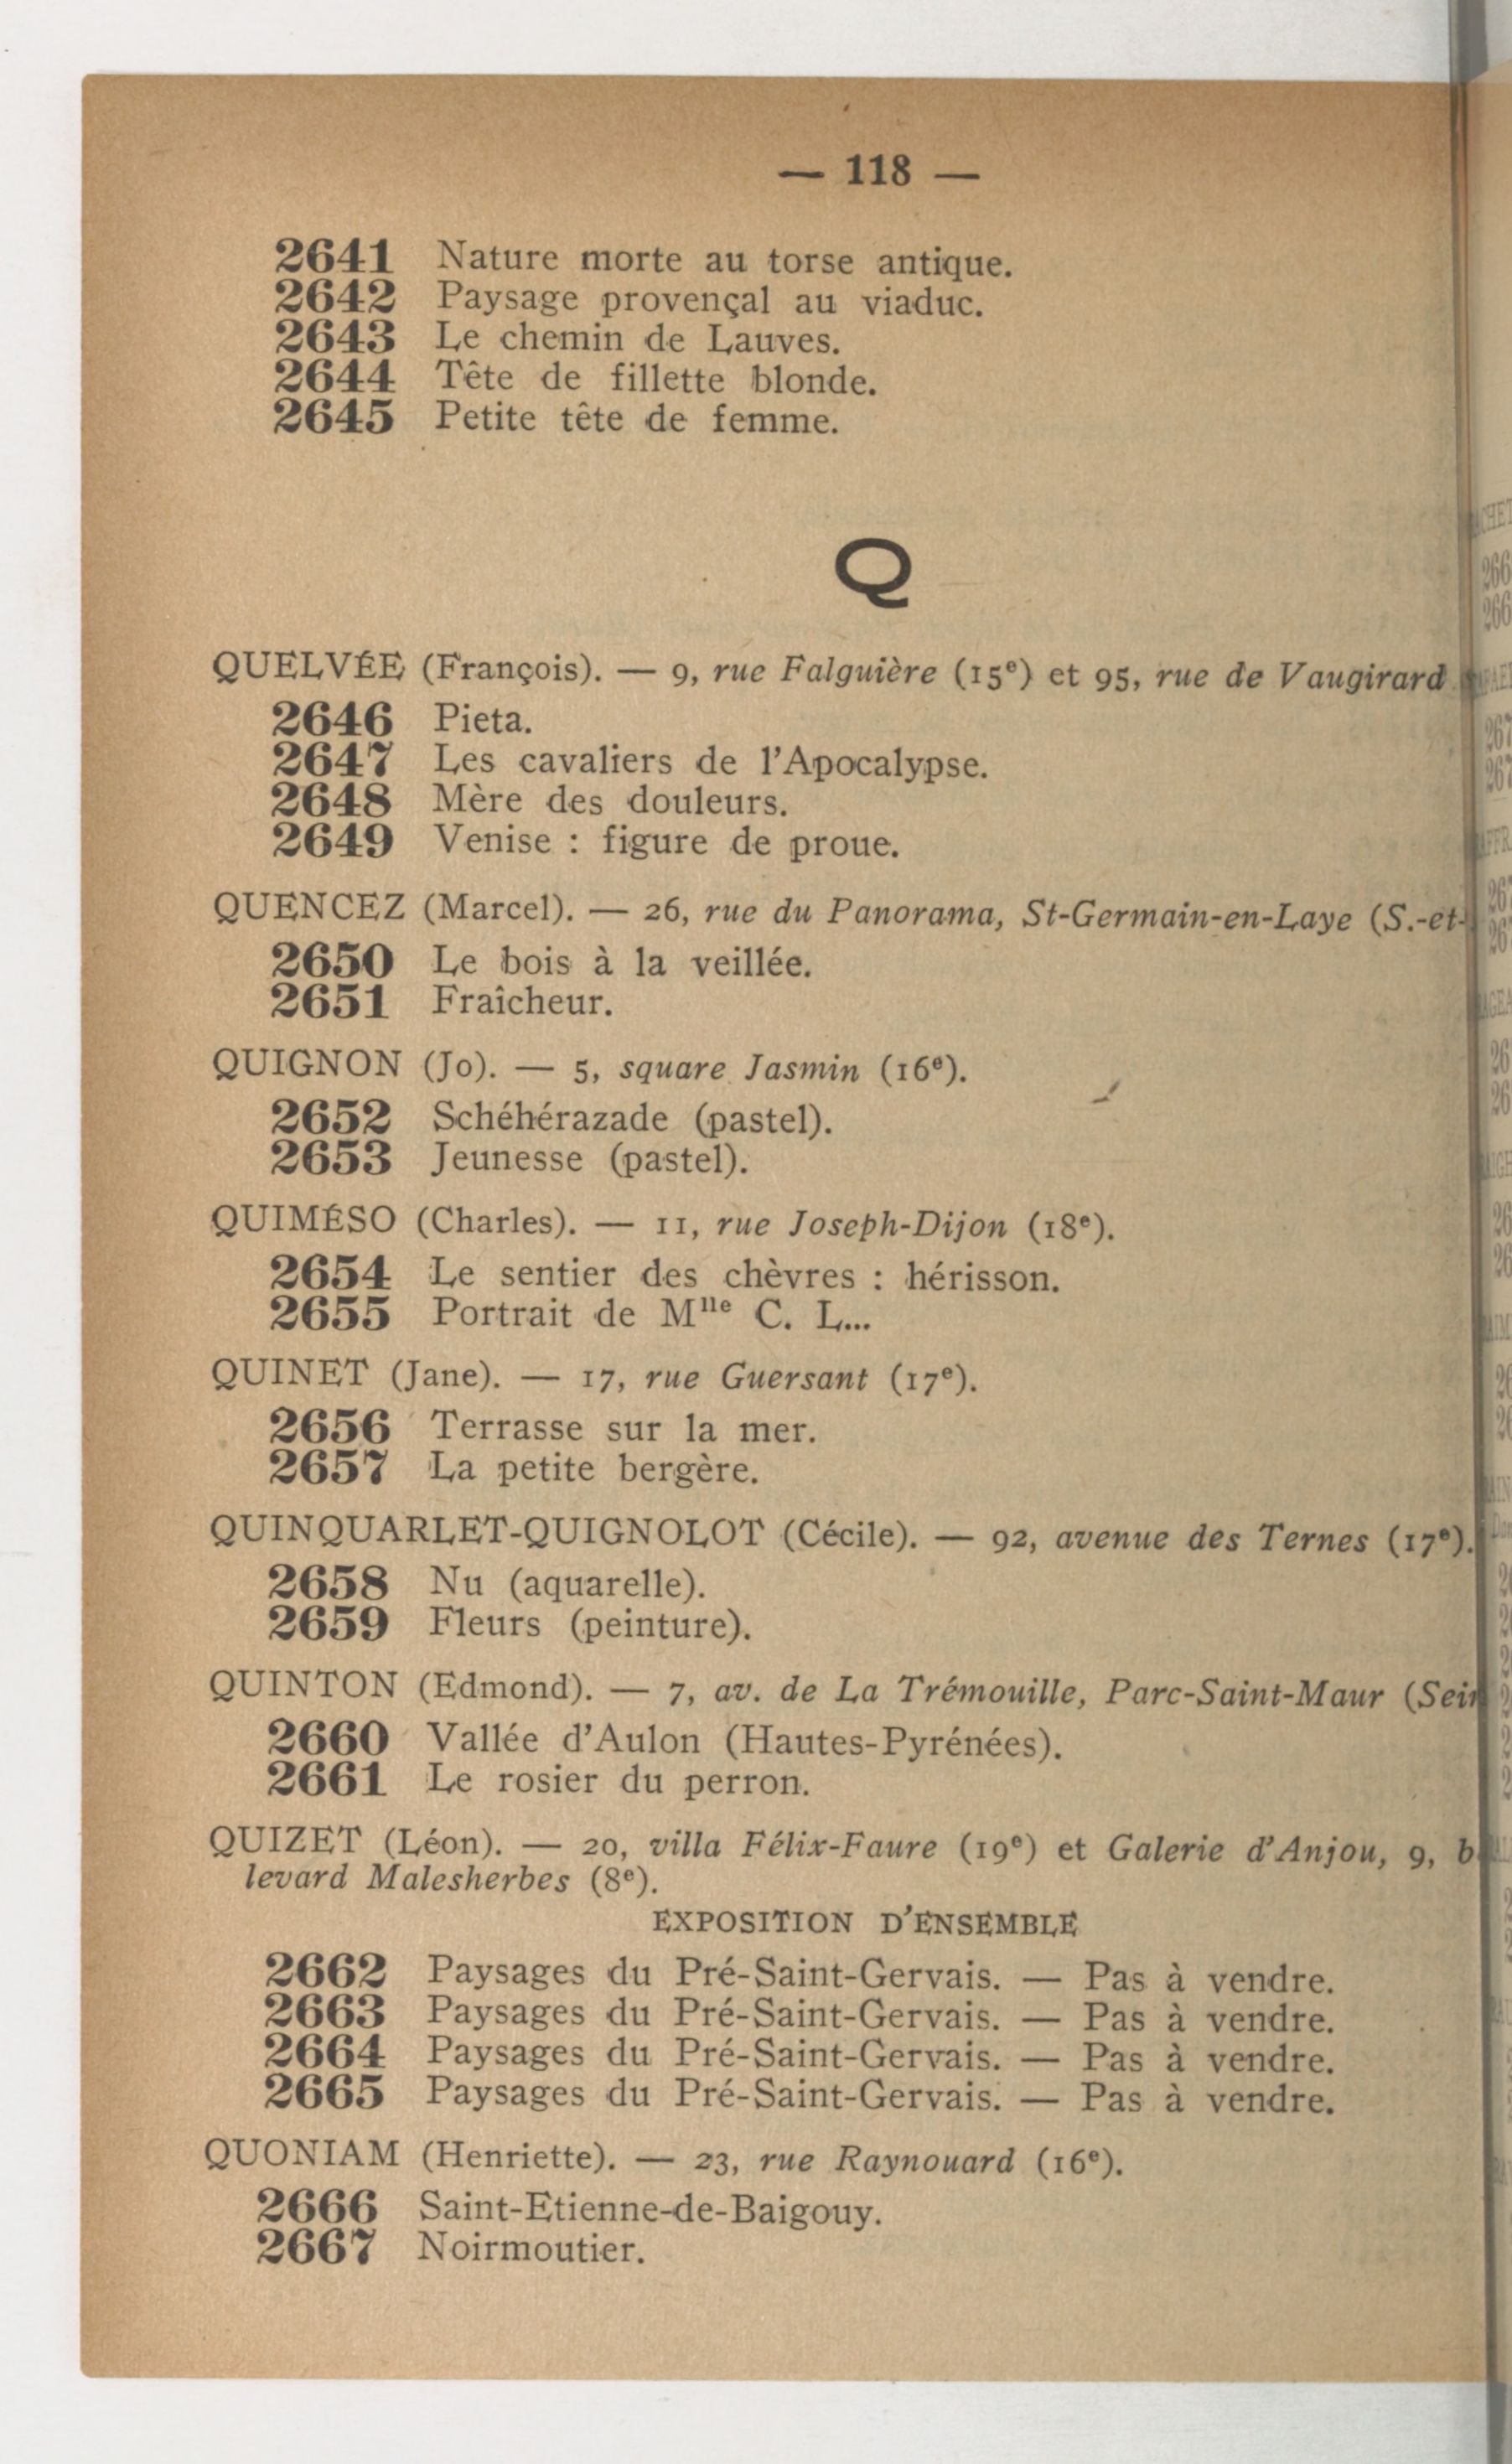 — 118 —
2641 Nature morte au torse antique.
2642 Paysage provençal au viaduc.
2643 Le chemin de Lauves.
2644 Tête de fillette blonde.
2645 Petite tête de femme.
Q
QUELVÉE (François). — 9, rue Falguière (15e) et 95, rue de Vaugirard
2646 Pieta.
2647 Les cavaliers de l'Apocalypse.
2648 Mère des douleurs.
2649 Venise : figure de proue.
QUENCEZ (Marcel). — 26, rue du Panorama, St-Germain-en-Laye (S.-et-
2650 Le bois à la veillée.
2651 Fraîcheur.
QUIGNON (Jo). — 5, square Jasmin (16e).
2652 Schéhérazade (pastel).
2653 Jeunesse (pastel).
QUIMÉSO (Charles). — 11, rue Joseph-Dijon (18e).
2654 Le sentier des chèvres : hérisson.
2655 Portrait de Mlle C. L...
QUINET (Jane). — 17, rue Guersant (17e).
2656 Terrasse sur la mer.
2657 La petite bergère.
QUINQUARLET-QUIGNOLOT (Cécile). — 92, avenue des Ternes (17e).
2658 Nu (aquarelle).
2659 Fleurs (peinture).
QUINTON (Edmond). — 7, av. de La Trémouille, Parc-Saint-Maur (Sein
2660 Vallée d'Aulon (Hautes-Pyrénées).
2661 Le rosier du perron.
QUIZET (Léon). — 20, villa Félix-Faure (19e) et Galerie d'Anjou, 9, b
levard Malesherbes (8e).
EXPOSITION D'ENSEMBLE
2662 Paysages du Pré-Saint-Gervais. — Pas à vendre.
2663 Paysages du Pré-Saint-Gervais. — Pas à vendre.
2664 Paysages du Pré-Saint-Gervais. — Pas à vendre.
2665 Paysages du Pré-Saint-Gervais. — Pas à vendre.
QUONIAM (Henriette). — 23, rue Raynouard (16e).
2666 Saint-Etienne-de-Baigouy.
2667 Noirmoutier.